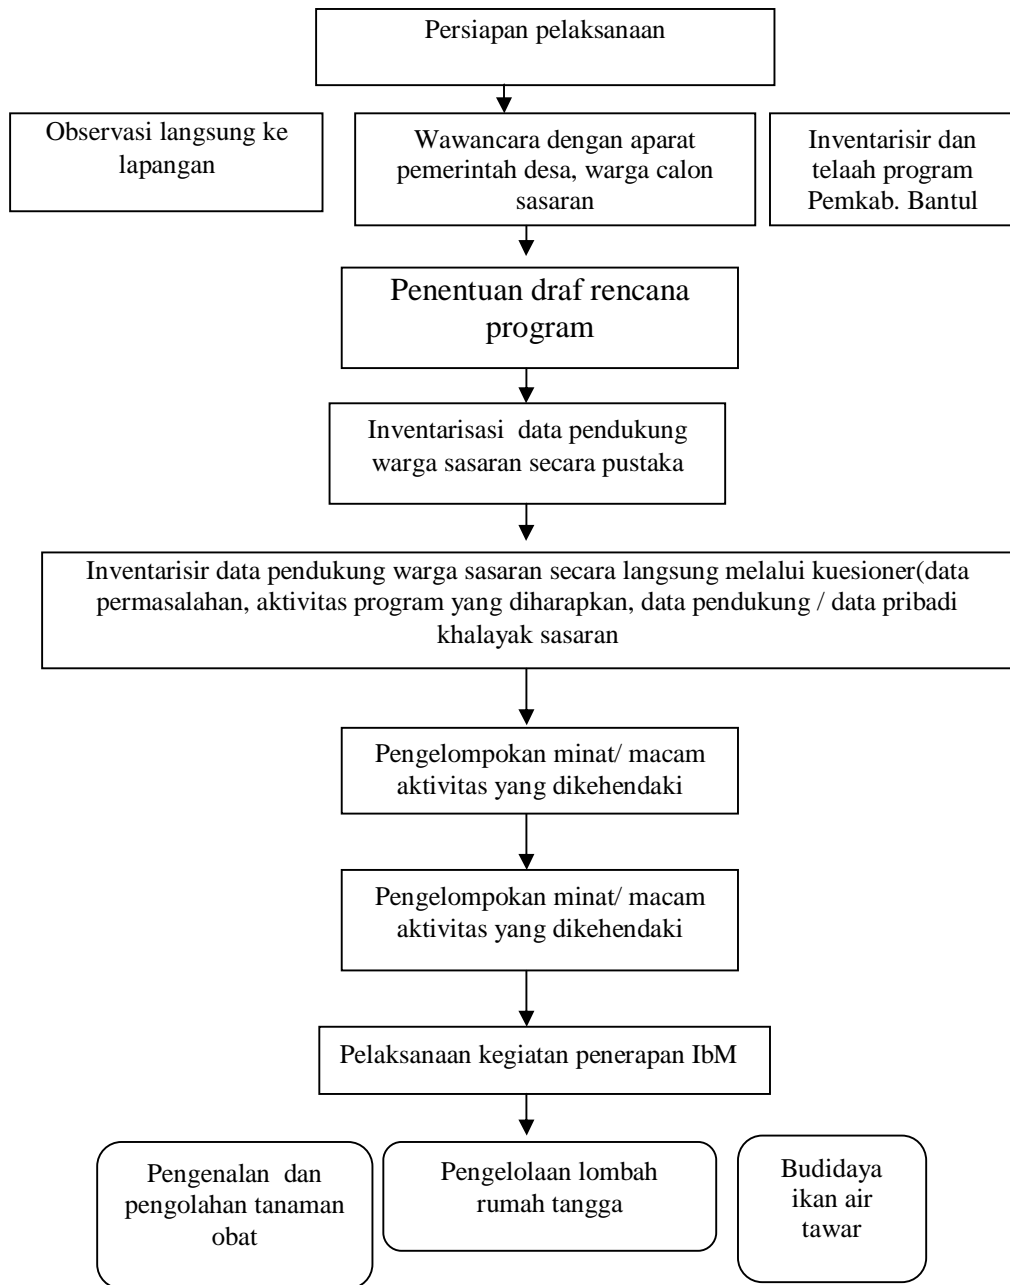 Persiapan pelaksanaan
Observasi langsung ke
lapangan
Wawancara dengan aparat
pemerintah desa, warga calon
sasaran
Inventarisir dan
telaah program
Pemkab. Bantul
Penentuan draf rencana
program
Inventarisasi  data pendukung
warga sasaran secara pustaka
Inventarisir data pendukung warga sasaran secara langsung melalui kuesioner(data
permasalahan, aktivitas program yang diharapkan, data pendukung / data pribadi
khalayak sasaran
Pengelompokan minat/ macam
aktivitas yang dikehendaki
Pengelompokan minat/ macam
aktivitas yang dikehendaki
Pelaksanaan kegiatan penerapan IbM
Pengenalan  dan
pengolahan tanaman
obat
Pengelolaan lombah
rumah tangga
Budidaya
ikan air
tawar